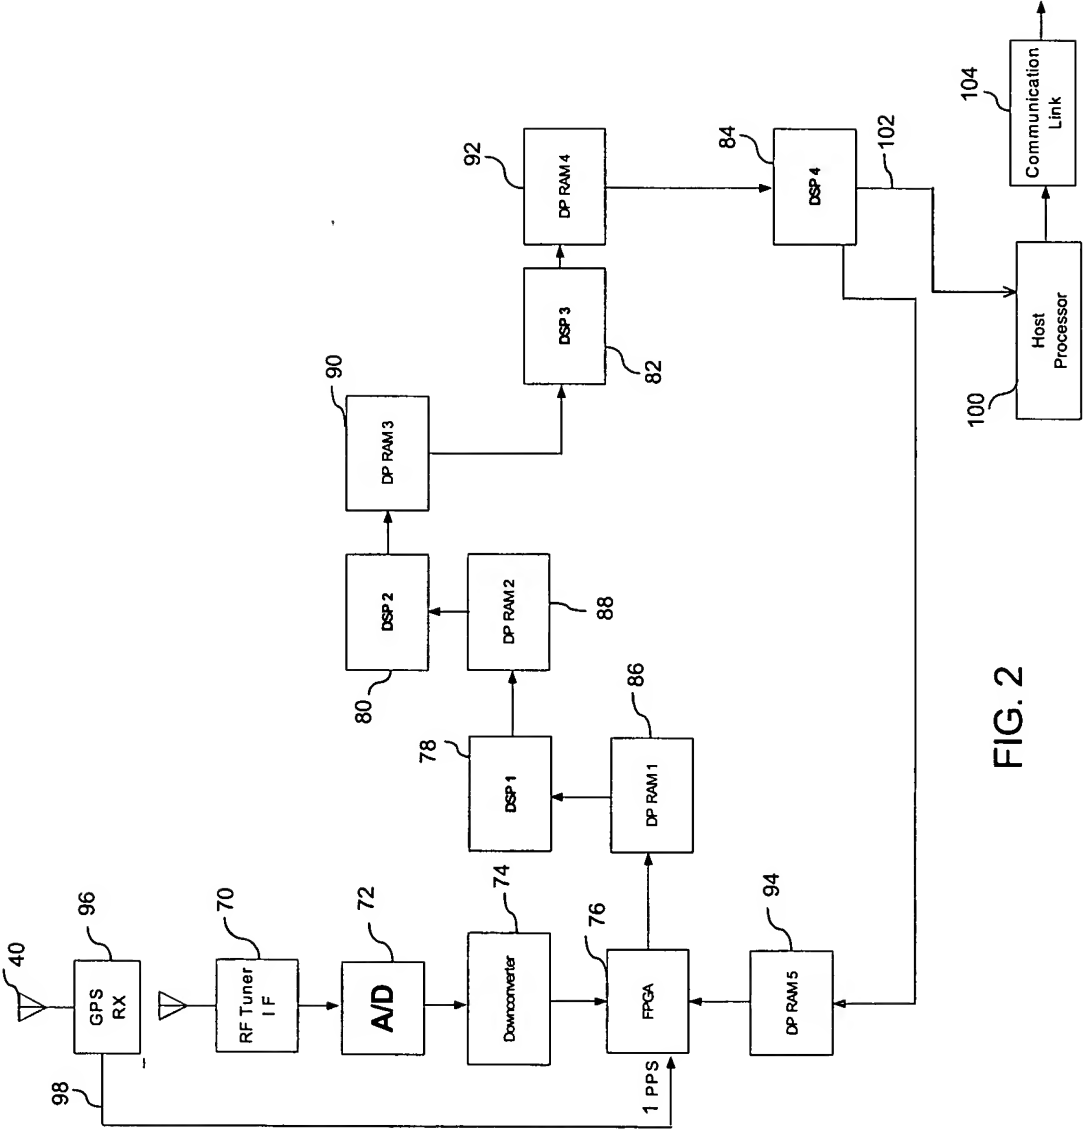 40
96
GPS
RX
98
70
RF Tuner
I F
72
A/D
74
Downconverter
76
FPGA
1 PPS
94
DP RAM 5
86
DP RAM 1
78
DSP 1
88
DP RAM 2
80
DSP 2
90
DP RAM 3
82
DSP 3
92
DP RAM 4
84
DSP 4
102
100
Host
Processor
104
Communication
Link
FIG. 2